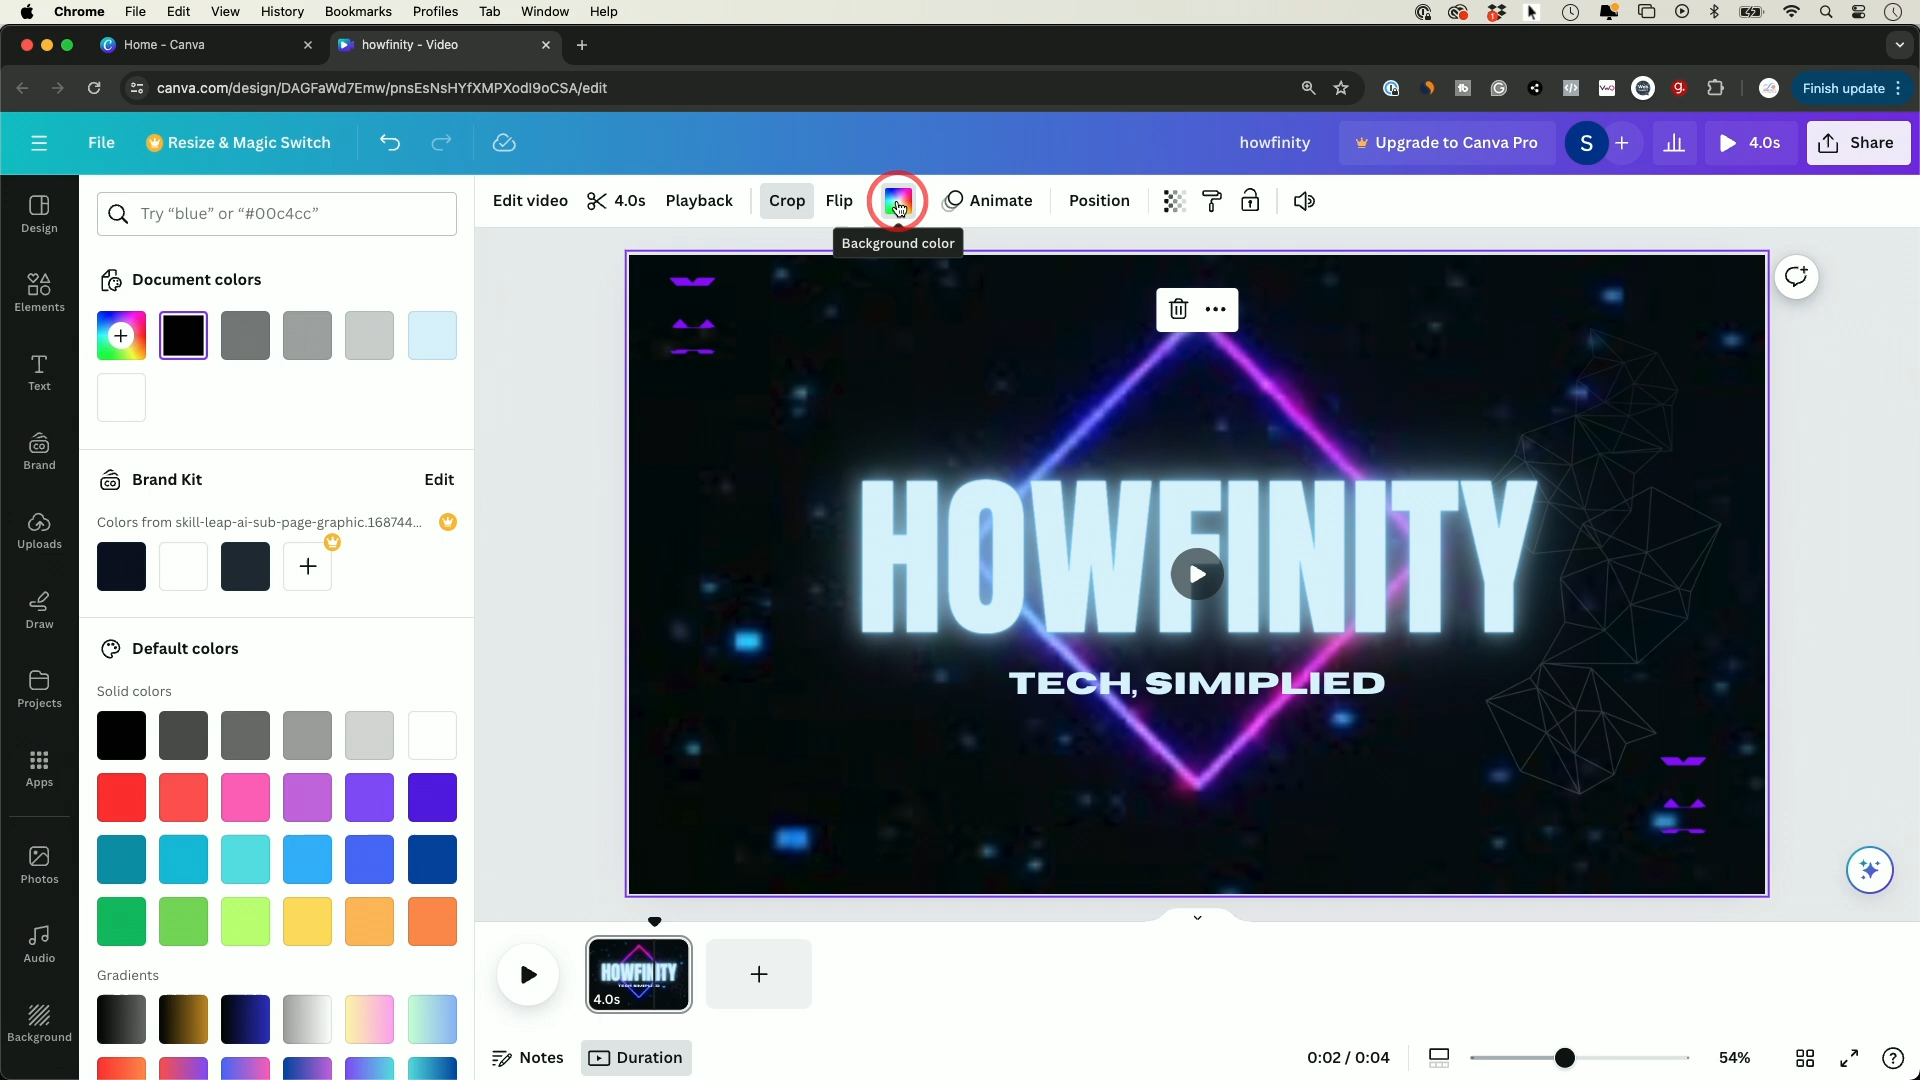 Chrome File Edit View History Bookmarks Profiles Tab Window Help
Home - Canva
howfinity - Video
canva.com/design/DAGFaWd7Emw/pnsEsNsHYfXMPXodI9oCSA/edit
Finish update
File
Resize & Magic Switch
howfinity
Upgrade to Canva Pro
S
4.0s
Share
Design
Elements
Text
Brand
Uploads
Draw
Projects
Apps
Photos
Audio
Background
Try “blue” or “#00c4cc”
Document colors
Brand Kit
Edit
Colors from skill-leap-ai-sub-page-graphic.168744...
Default colors
Solid colors
Gradients
Edit video
4.0s
Playback
Crop
Flip
Animate
Position
Background color
HOWFINITY
TECH, SIMIPLIED
HOWFINITY
4.0s
Notes
Duration
0:02 / 0:04
54%